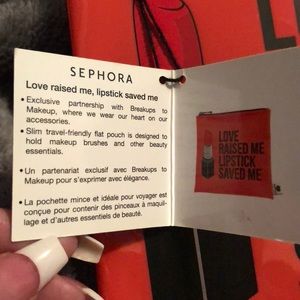 SEPHORA
Love raised me, lipstick saved me
• Exclusive partnership with Breakups to
Makeup, where we wear our heart on our
accessories.
• Slim travel-friendly flat pouch is designed to
hold makeup brushes and other beauty
essentials.
• Un partenariat exclusif avec Breakups to
Makeup pour s'exprimer avec élégance.
• La pochette mince et idéale pour voyager est
conçue pour contenir des pinceaux à maquil-
lage et d'autres essentiels de beauté.
LOVE
RAISED ME
LIPSTICK
SAVED ME